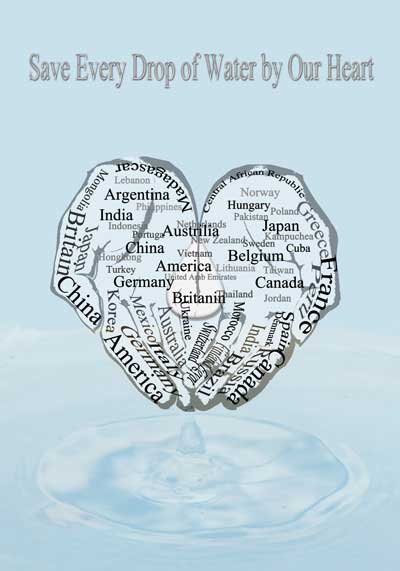 Save Every Drop of Water by Our Heart
Madagascar
Central African Republic
Mongolia
Lebanon
Norway
Argentina
Philippines
Hungary
Poland
Greece
Britain
India
Pakistan
Indonesia
Netherlands
Japan
Austrilia
Japan
Portuga
New Zealand
Sweden
Kampuchea
China
Vietnam
Belgium
Cuba
Hongkong
Turkey
America
Lithuania
Taiwan
France
Germany
United Arab Emirates
Canada
China
Britanin
Thailand
Jordan
Korea
Mexico
Australia
Ukraine
Switzerland
Morocco
India
Spain
Denmark
America
Germany
Italy
Brazil
Russia
Canada